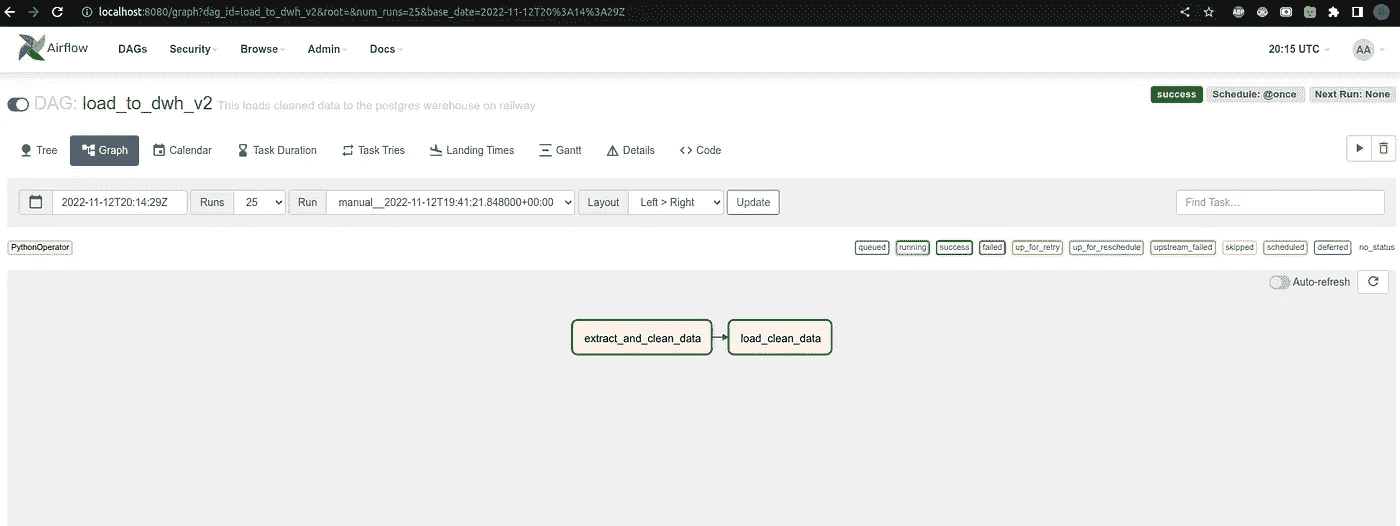 localhost:8080/graph?dag_id=load_to_dwh_v2&root=&num_runs=25&base_date=2022-11-12T20%3A14%3A29Z
ABP
Airflow DAGs Security Browse Admin Docs 20:15 UTC AA
DAG: load_to_dwh_v2 This loads cleaned data to the postgres warehouse on railway success Schedule: @once Next Run: None
Tree Graph Calendar Task Duration Task Tries Landing Times Gantt Details <> Code
2022-11-12T20:14:29Z Runs 25 Run manual__2022-11-12T19:41:21.848000+00:00 Layout Left > Right Update Find Task...
PythonOperator queued running success failed up_for_retry up_for_reschedule upstream_failed skipped scheduled deferred no_status
Auto-refresh
extract_and_clean_data load_clean_data